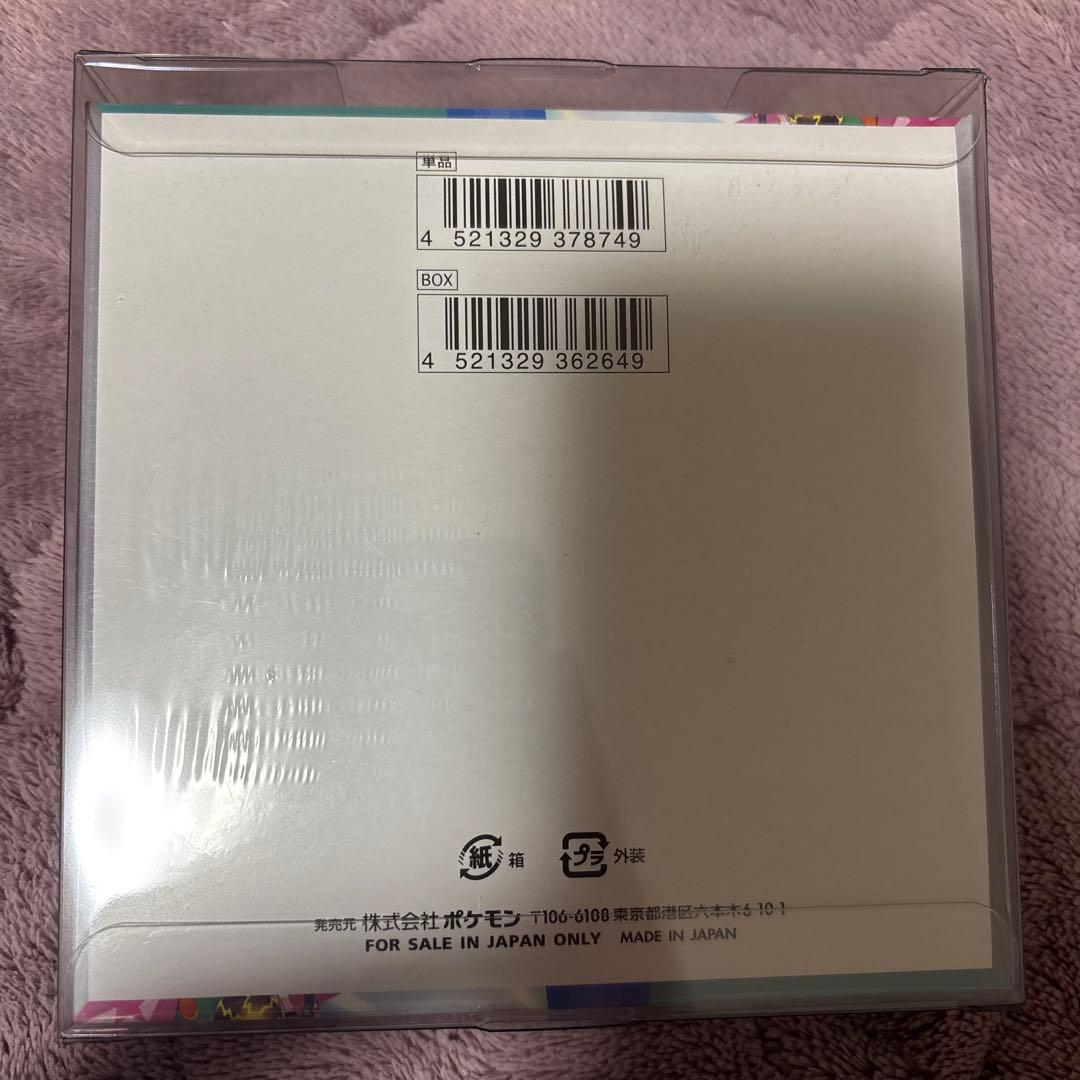 単品
4 521329 378749
BOX
4 521329 362649
紙 箱 プラ 外装
発売元 株式会社 ポケモン 〒106-6108 東京都港区六本木6-10-1
FOR SALE IN JAPAN ONLY MADE IN JAPAN